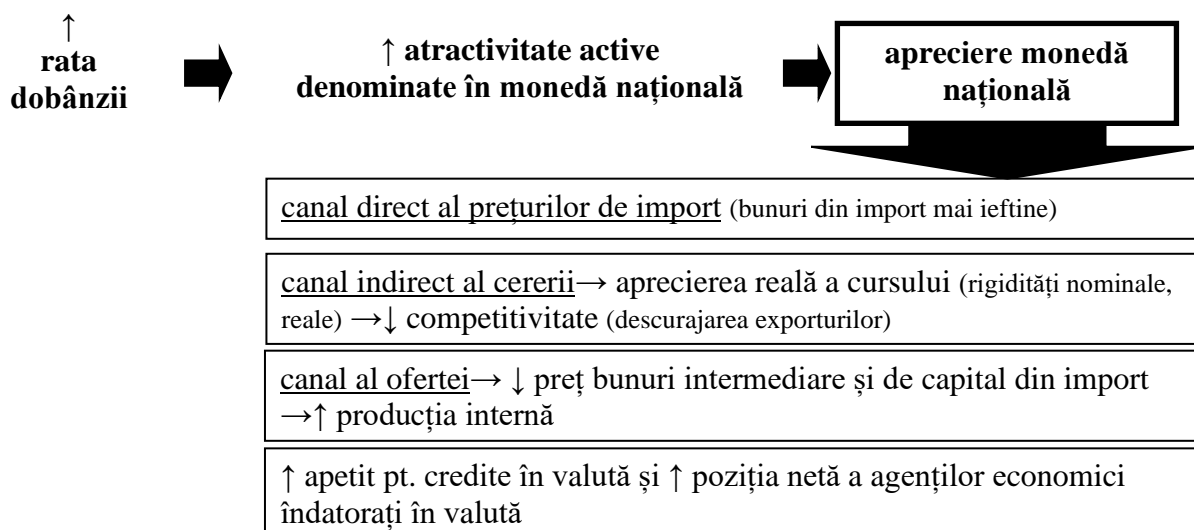 ↑
rata
dobânzii
↑ atractivitate active
denominate în monedă națională
apreciere monedă
națională
canal direct al prețurilor de import (bunuri din import mai ieftine)
canal indirect al cererii→ aprecierea reală a cursului (rigidități nominale,
reale) →↓ competitivitate (descurajarea exporturilor)
canal al ofertei→ ↓ preț bunuri intermediare și de capital din import
→↑ producția internă
↑ apetit pt. credite în valută și ↑ poziția netă a agenților economici
îndatorați în valută